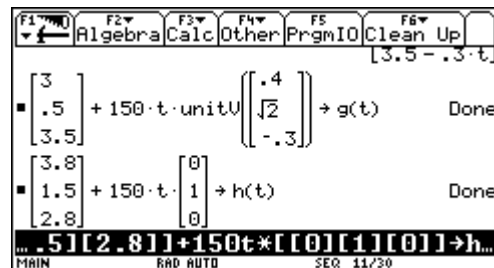 F1 F2 Algebra F3 Calc F4 Other F5 PrgmIO F6 Clean Up
[3.5 - .3·t]
[3 .5 3.5] + 150·t·unitV([.4 √2 -.3]) → g(t) Done
[3.8 1.5 2.8] + 150·t·[0 1 0] → h(t) Done
….5][2.8]]+150t*[[0][1][0]]→h…
MAIN RAD AUTO SEQ 11/30